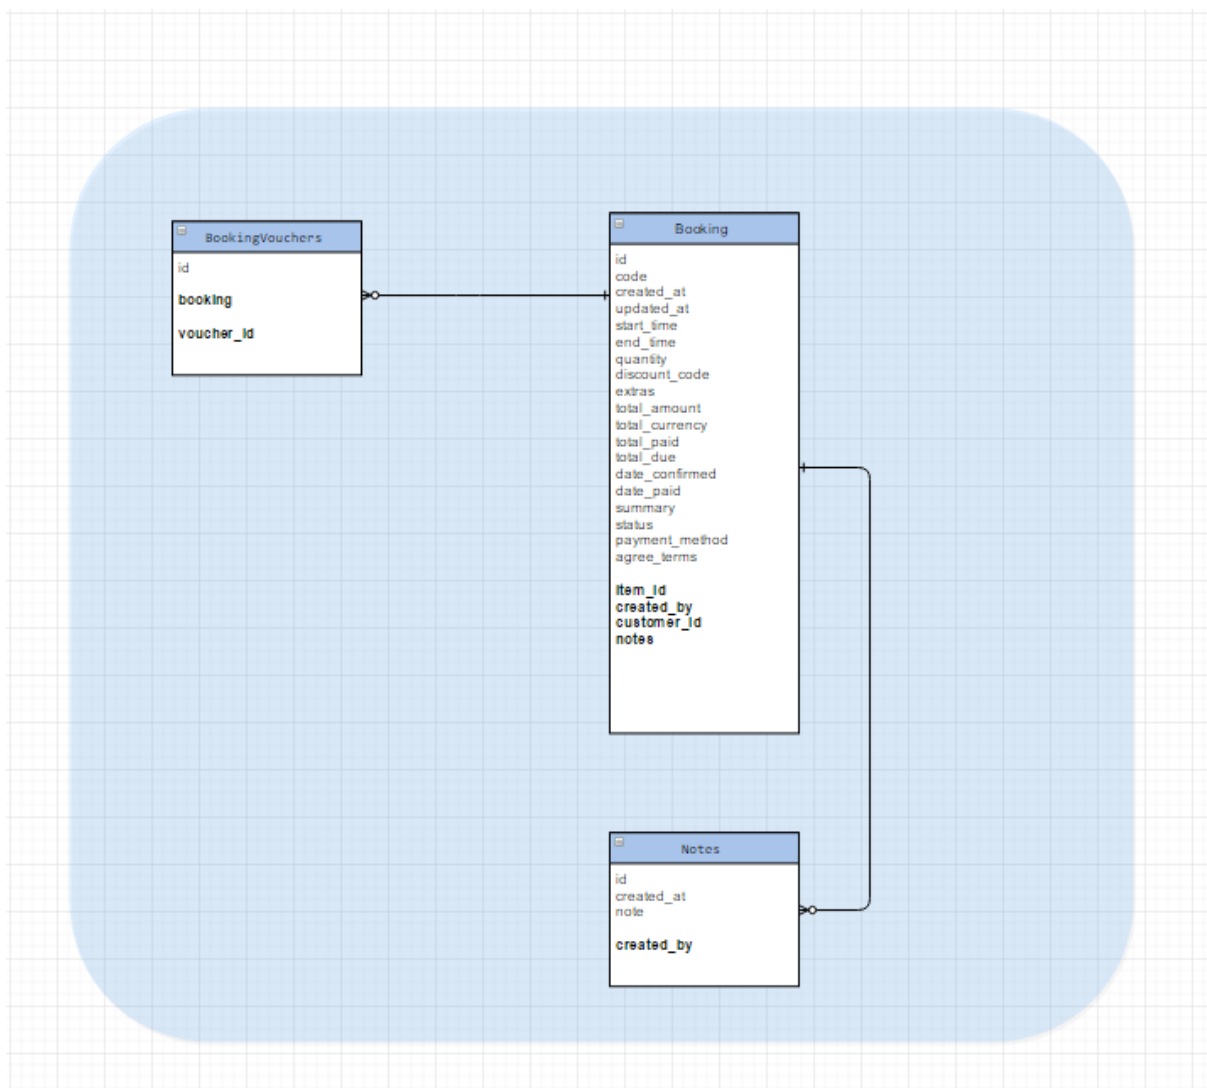 BookingVouchers
id
booking
voucher_id
Booking
id
code
created_at
updated_at
start_time
end_time
quantity
discount_code
extras
total_amount
total_currency
total_paid
total_due
date_confirmed
date_paid
summary
status
payment_method
agree_terms
item_id
created_by
customer_id
notes
Notes
id
created_at
note
created_by